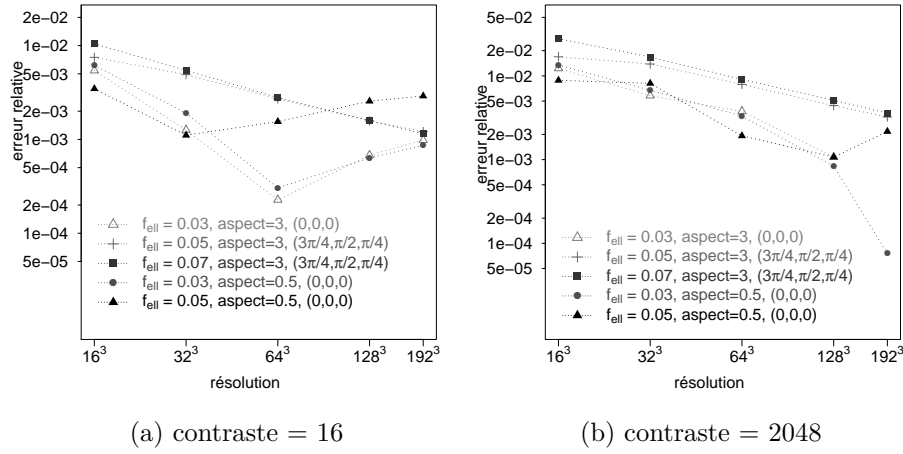 erreur relative
2e−02
1e−02
5e−03
2e−03
1e−03
5e−04
2e−04
1e−04
5e−05
f_ell = 0.03, aspect=3, (0,0,0)
f_ell = 0.05, aspect=3, (3π/4,π/2,π/4)
f_ell = 0.07, aspect=3, (3π/4,π/2,π/4)
f_ell = 0.03, aspect=0.5, (0,0,0)
f_ell = 0.05, aspect=0.5, (0,0,0)
16³ 32³ 64³ 128³ 192³
résolution
(a) contraste = 16
erreur relative
5e−02
2e−02
1e−02
5e−03
2e−03
1e−03
5e−04
2e−04
1e−04
5e−05
f_ell = 0.03, aspect=3, (0,0,0)
f_ell = 0.05, aspect=3, (3π/4,π/2,π/4)
f_ell = 0.07, aspect=3, (3π/4,π/2,π/4)
f_ell = 0.03, aspect=0.5, (0,0,0)
f_ell = 0.05, aspect=0.5, (0,0,0)
16³ 32³ 64³ 128³ 192³
résolution
(b) contraste = 2048